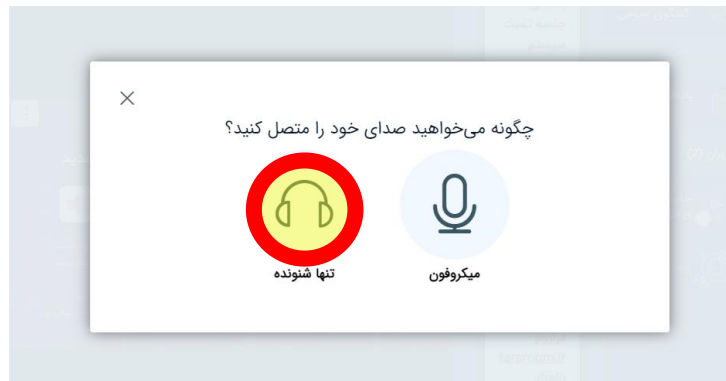 چگونه می‌خواهید صدای خود را متصل کنید؟
میکروفون
تنها شنونده